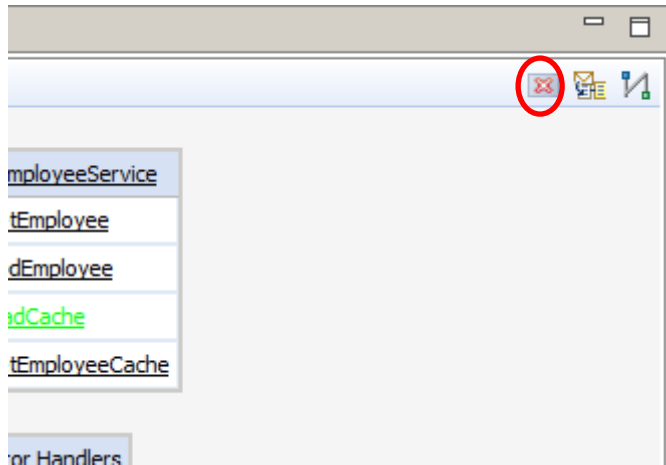 mployeeService
tEmployee
dEmployee
adCache
tEmployeeCache
or Handlers